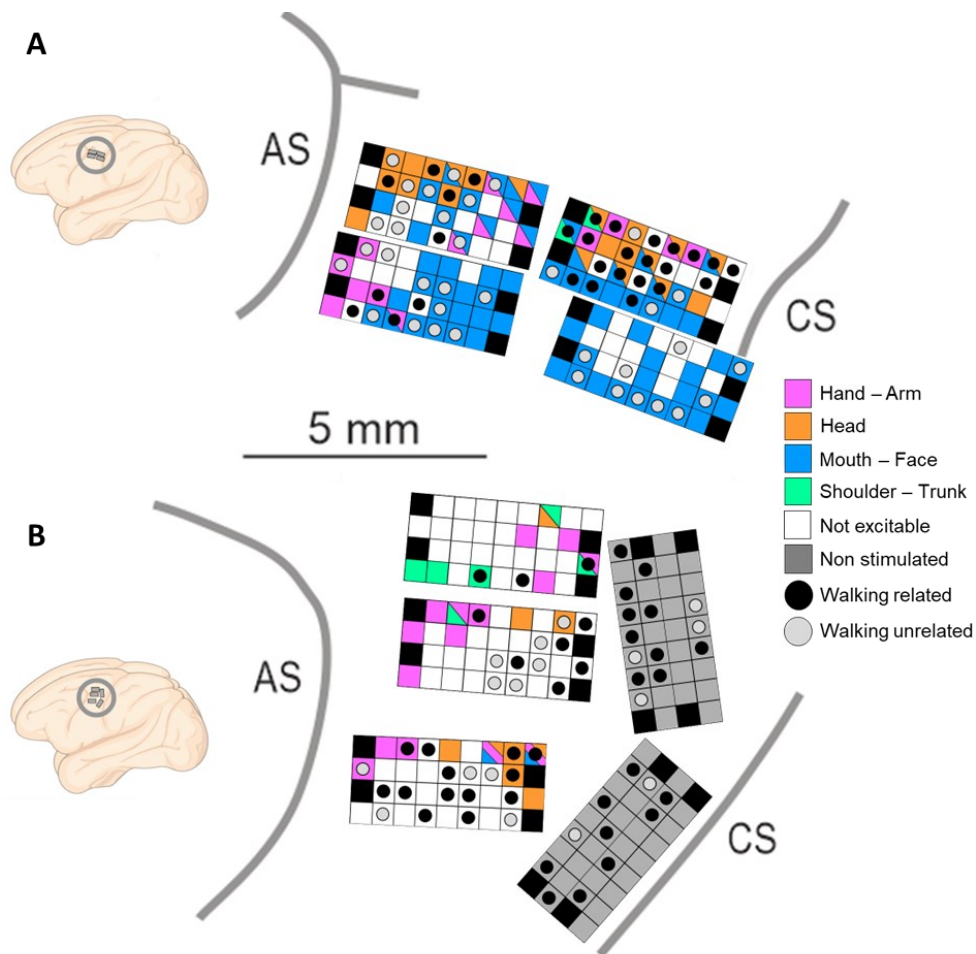 A
AS
CS
5 mm
Hand – Arm
Head
Mouth – Face
Shoulder – Trunk
Not excitable
Non stimulated
Walking related
Walking unrelated
B
AS
CS